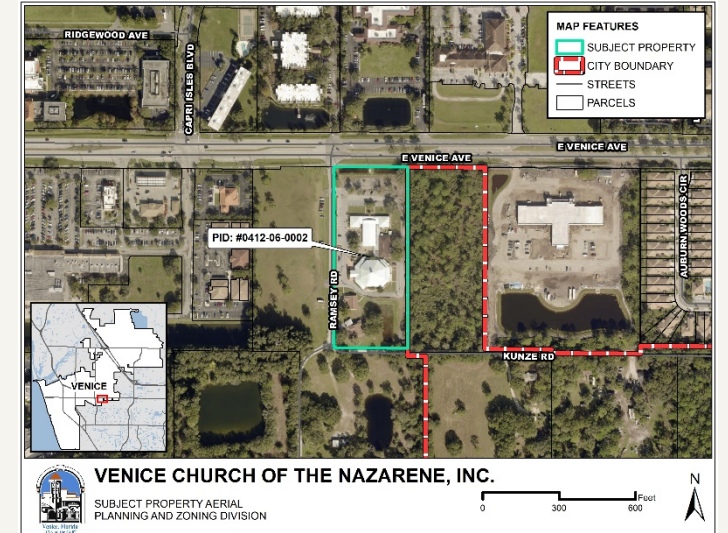 RIDGEWOOD AVE
CAPRI ISLES BLVD
MAP FEATURES
SUBJECT PROPERTY
CITY BOUNDARY
STREETS
PARCELS
E VENICE AVE
E VENICE AVE
PID: #0412-06-0002
RAMSEY RD
AUBURN WOODS CIR
KUNZE RD
VENICE
VENICE CHURCH OF THE NAZARENE, INC.
SUBJECT PROPERTY AERIAL
PLANNING AND ZONING DIVISION
Venice, Florida
0 300 600 Feet
N